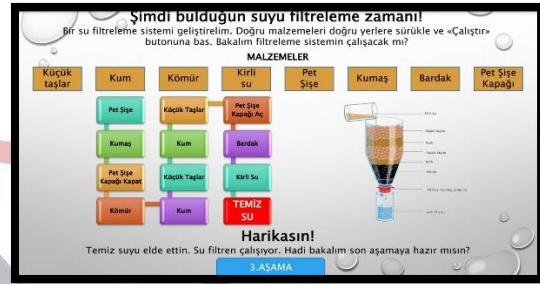 Şimdi bulduğun suyu filtreleme zamanı!
Bir su filtreleme sistemi geliştirelim. Doğru malzemeleri doğru yerlere sürükle ve «Çalıştır»
butonuna bas. Bakalım filtreleme sistemin çalışacak mı?
MALZEMELER
Küçük taşlar
Kum
Kömür
Kirli su
Pet Şişe
Kumaş
Bardak
Pet Şişe Kapağı
Pet Şişe
Kumaş
Pet Şişe Kapağı Kapat
Kömür
Küçük Taşlar
Kum
Küçük Taşlar
Kum
Pet Şişe Kapağı Aç
Bardak
Kirli Su
TEMİZ SU
Harikasın!
Temiz suyu elde ettin. Su filtren çalışıyor. Hadi bakalım son aşamaya hazır mısın?
3.AŞAMA